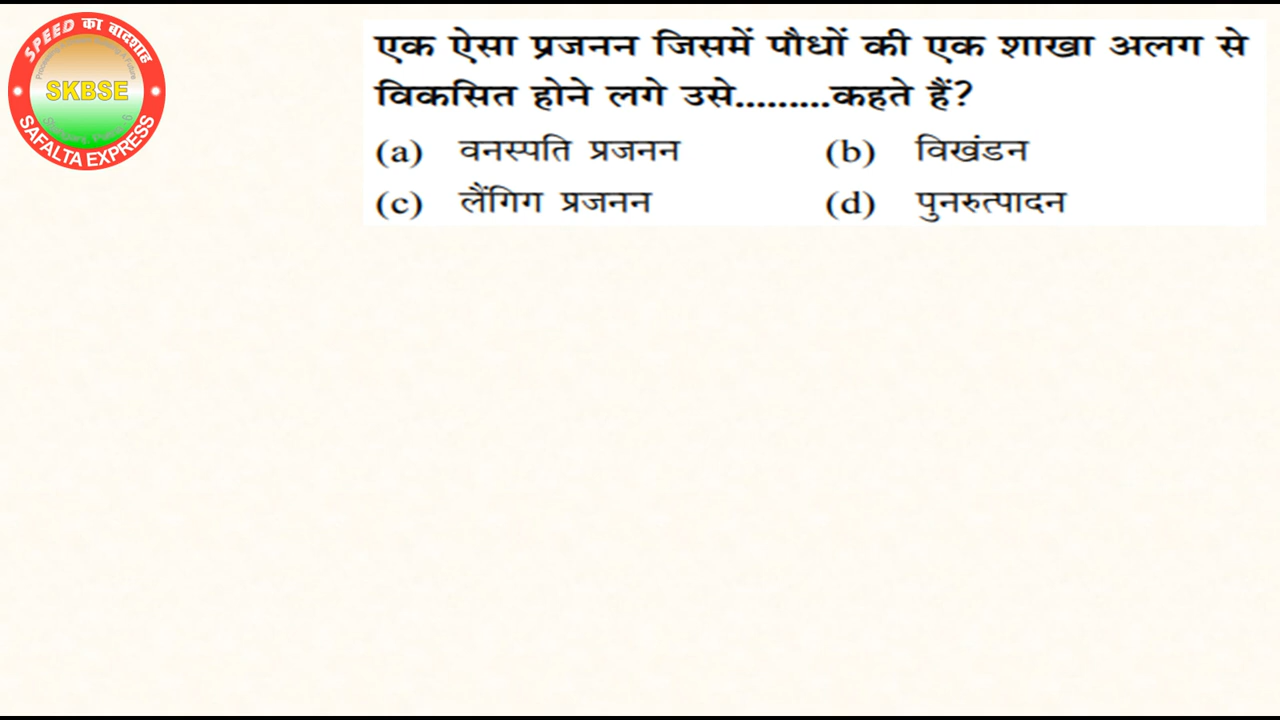 SPEED का बादशाह
SKBSE
SAFALTA EXPRESS
एक ऐसा प्रजनन जिसमें पौधों की एक शाखा अलग से
विकसित होने लगे उसे.........कहते हैं?
(a) वनस्पति प्रजनन (b) विखंडन
(c) लैंगिग प्रजनन (d) पुनरुत्पादन